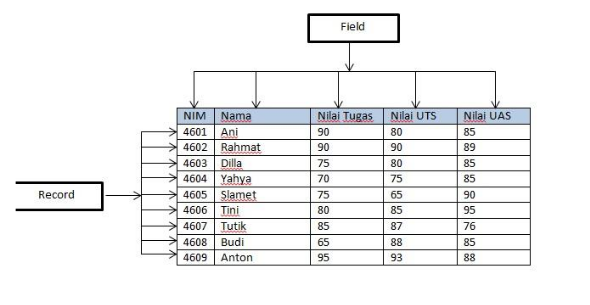 Field
NIM Nama Nilai Tugas Nilai UTS Nilai UAS
4601 Ani 90 80 85
4602 Rahmat 90 90 89
4603 Dilla 75 80 85
4604 Yahya 70 75 85
Record
4605 Slamet 75 65 90
4606 Tini 80 85 95
4607 Tutik 85 87 76
4608 Budi 65 88 85
4609 Anton 95 93 88